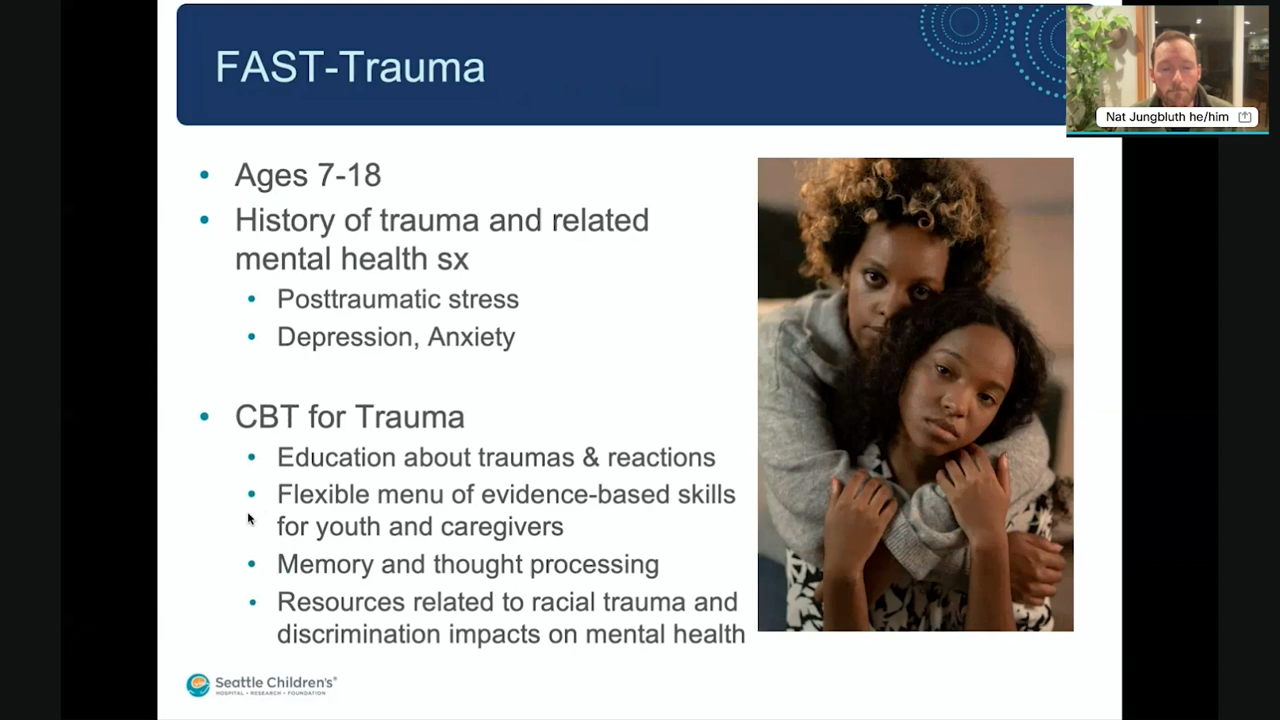 FAST-Trauma
Nat Jungbluth he/him
• Ages 7-18
• History of trauma and related
mental health sx
• Posttraumatic stress
• Depression, Anxiety
• CBT for Trauma
• Education about traumas & reactions
• Flexible menu of evidence-based skills
for youth and caregivers
• Memory and thought processing
• Resources related to racial trauma and
discrimination impacts on mental health
Seattle Children's®
HOSPITAL • RESEARCH • FOUNDATION